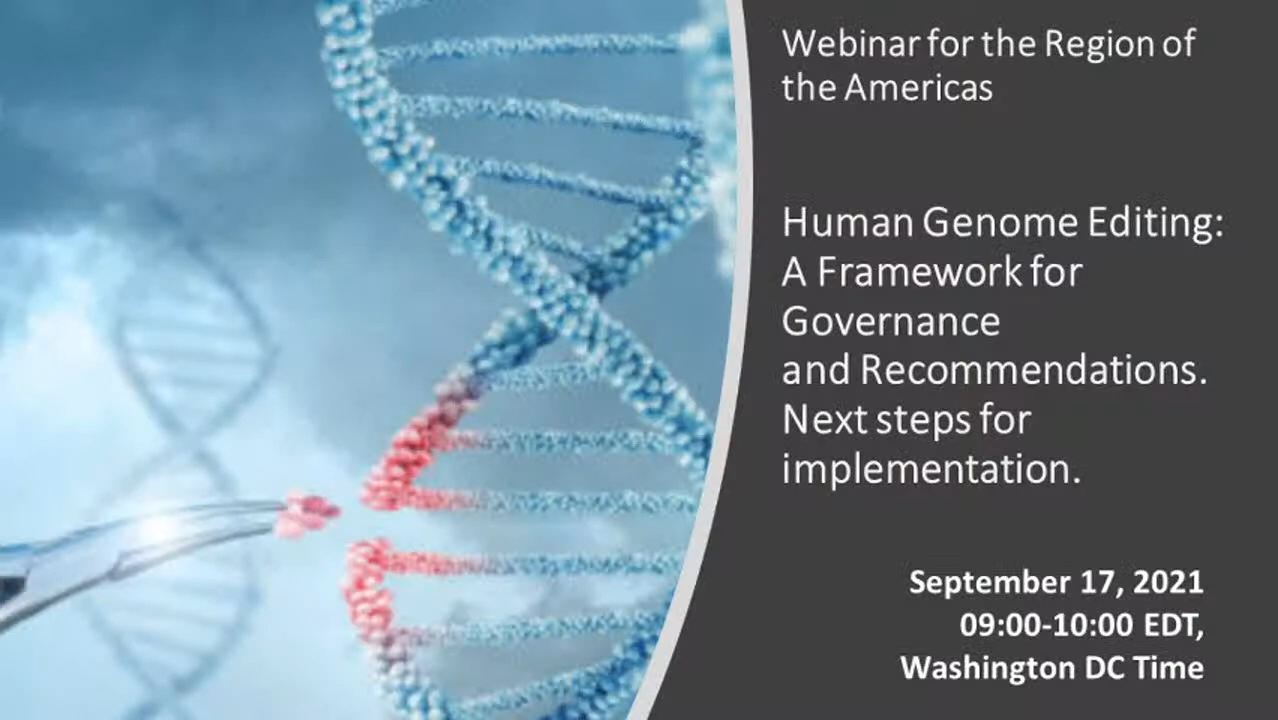 Webinar for the Region of
the Americas
Human Genome Editing:
A Framework for
Governance
and Recommendations.
Next steps for
implementation.
September 17, 2021
09:00-10:00 EDT,
Washington DC Time